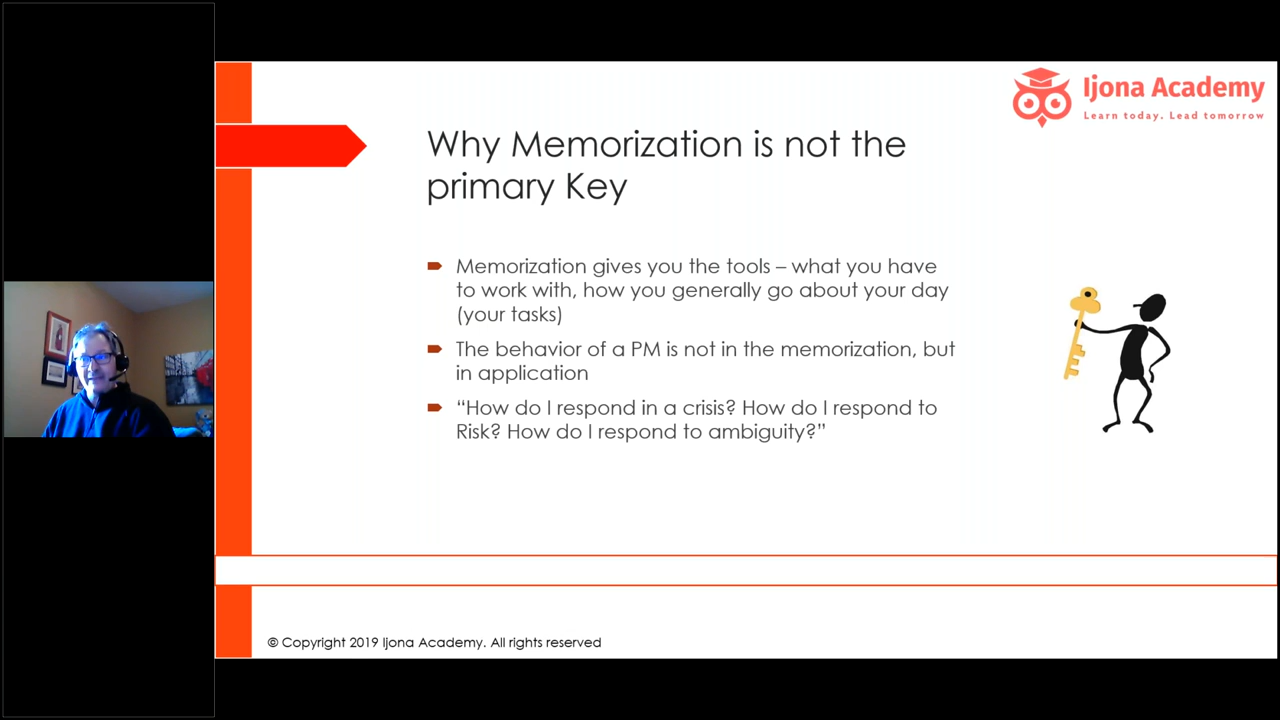 Ijona Academy
Learn today. Lead tomorrow
Why Memorization is not the
primary Key
Memorization gives you the tools – what you have
to work with, how you generally go about your day
(your tasks)
The behavior of a PM is not in the memorization, but
in application
“How do I respond in a crisis? How do I respond to
Risk? How do I respond to ambiguity?”
© Copyright 2019 Ijona Academy. All rights reserved